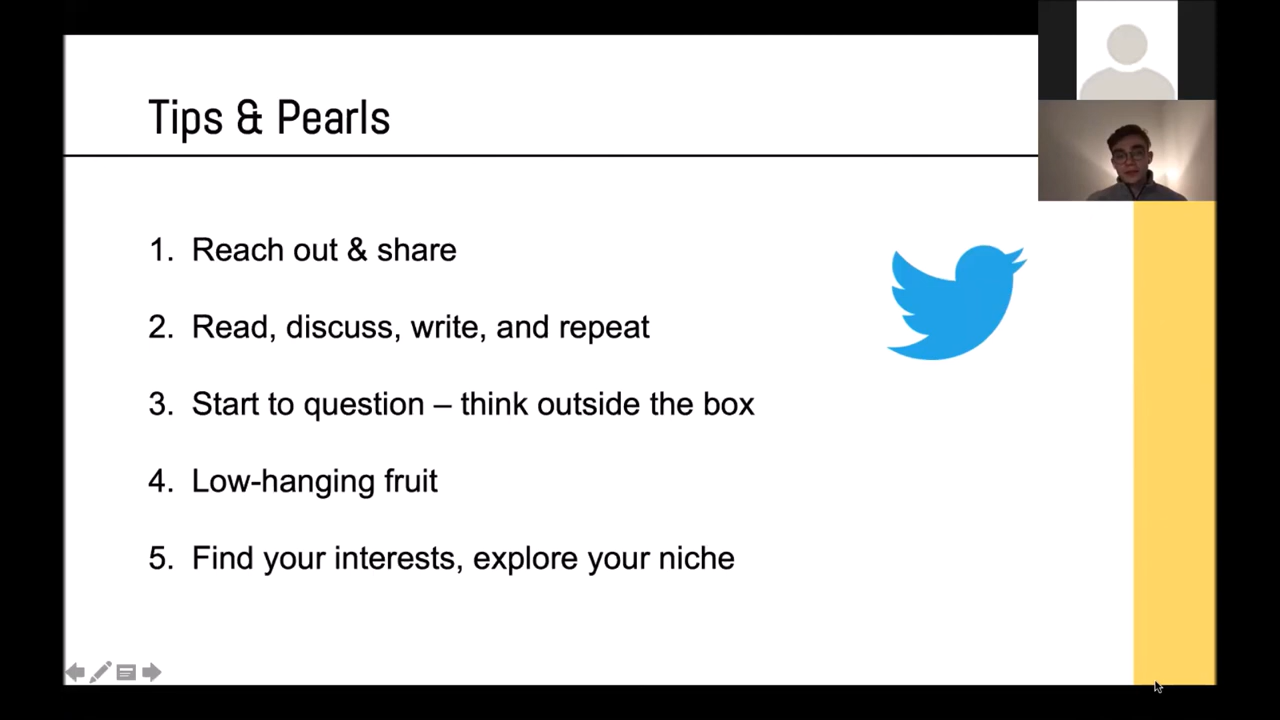 Tips & Pearls
1. Reach out & share
2. Read, discuss, write, and repeat
3. Start to question – think outside the box
4. Low-hanging fruit
5. Find your interests, explore your niche